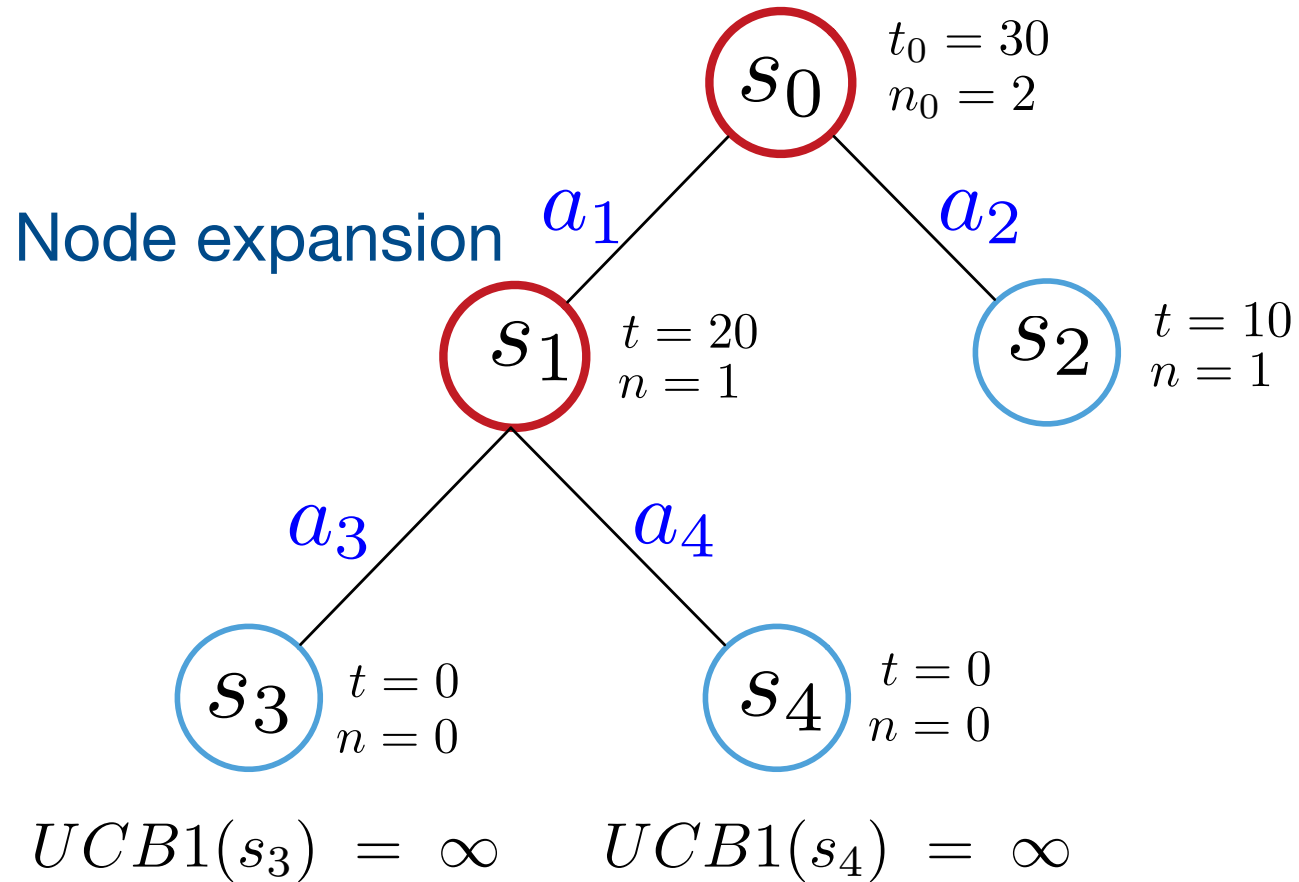 s₀
t₀ = 30
n₀ = 2
Node expansion
a₁
a₂
s₁
t = 20
n = 1
s₂
t = 10
n = 1
a₃
a₄
s₃
t = 0
n = 0
s₄
t = 0
n = 0
UCB1(s₃) = ∞
UCB1(s₄) = ∞